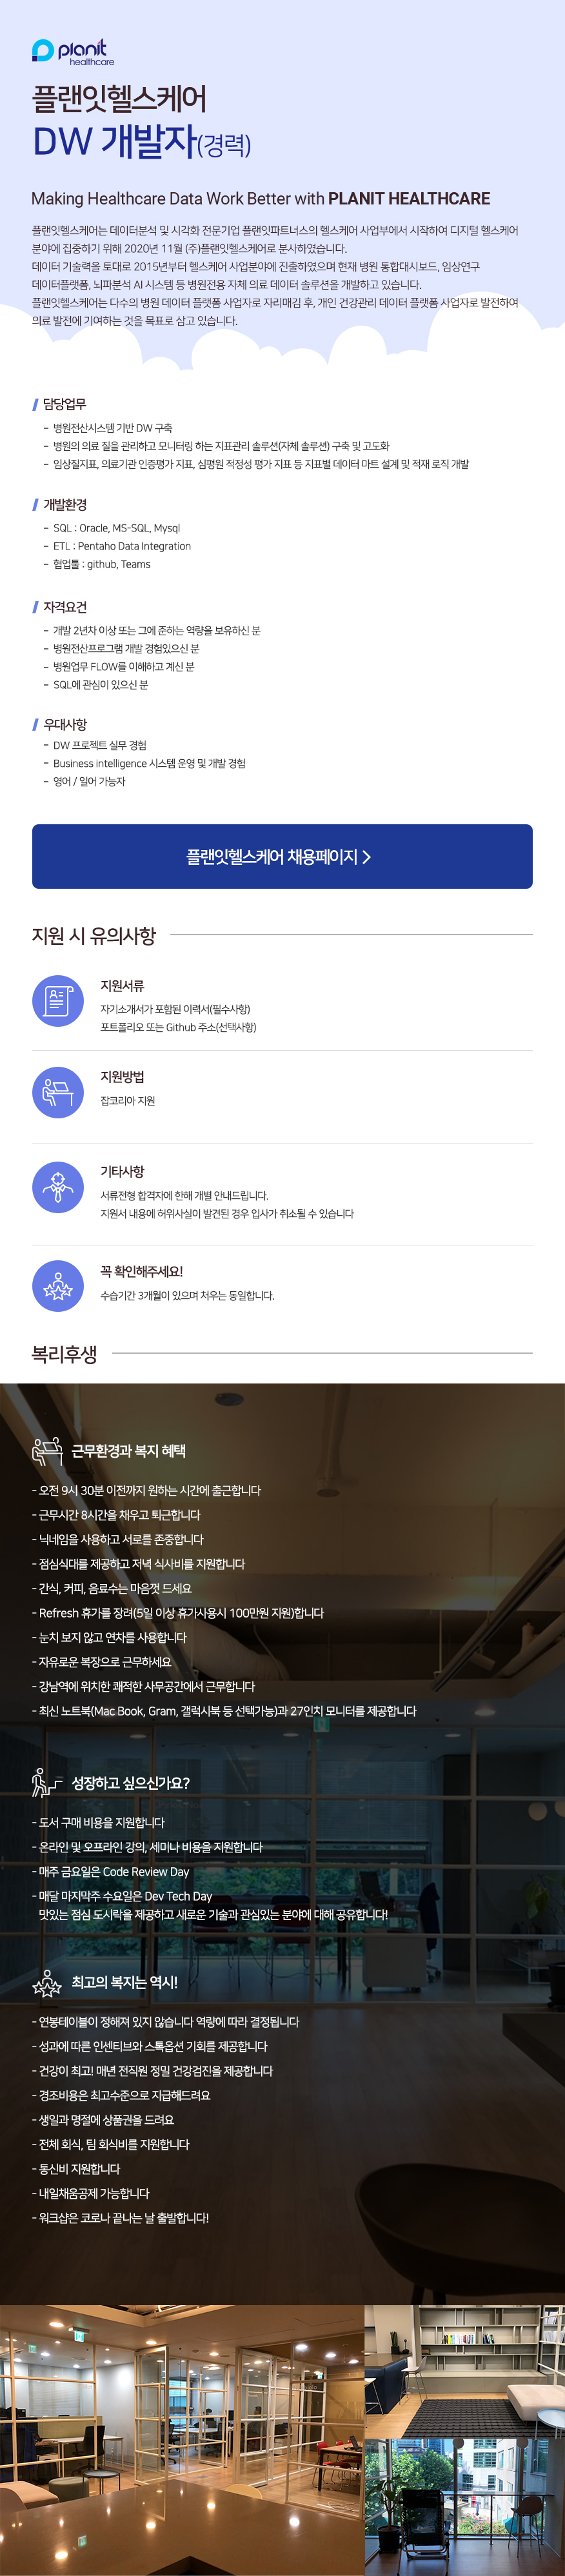 planit
healthcare
플랜잇헬스케어
DW 개발자(경력)
Making Healthcare Data Work Better with PLANIT HEALTHCARE
플랜잇헬스케어는 데이터분석 및 시각화 전문기업 플랜잇파트너스의 헬스케어 사업부에서 시작하여 디지털 헬스케어
분야에 집중하기 위해 2020년 11월 (주)플랜잇헬스케어로 분사하였습니다.
데이터 기술력을 토대로 2015년부터 헬스케어 사업분야에 진출하였으며 현재 병원 통합대시보드, 임상연구
데이터플랫폼, 뇌파분석 AI 시스템 등 병원전용 자체 의료 데이터 솔루션을 개발하고 있습니다.
플랜잇헬스케어는 다수의 병원 데이터 플랫폼 사업자로 자리매김 후, 개인 건강관리 데이터 플랫폼 사업자로 발전하여
의료 발전에 기여하는 것을 목표로 삼고 있습니다.
담당업무
- 병원전산시스템 기반 DW 구축
- 병원의 의료 질을 관리하고 모니터링 하는 지표관리 솔루션(자체 솔루션) 구축 및 고도화
- 임상질지표, 의료기관 인증평가 지표, 심평원 적정성 평가 지표 등 지표별 데이터 마트 설계 및 적재 로직 개발
개발환경
- SQL : Oracle, MS-SQL, Mysql
- ETL : Pentaho Data Integration
- 협업툴 : github, Teams
자격요건
- 개발 2년차 이상 또는 그에 준하는 역량을 보유하신 분
- 병원전산프로그램 개발 경험있으신 분
- 병원업무 FLOW를 이해하고 계신 분
- SQL에 관심이 있으신 분
우대사항
- DW 프로젝트 실무 경험
- Business intelligence 시스템 운영 및 개발 경험
- 영어 / 일어 가능자
플랜잇헬스케어 채용페이지 >
지원 시 유의사항
지원서류
자기소개서가 포함된 이력서(필수사항)
포트폴리오 또는 Github 주소(선택사항)
지원방법
잡코리아 지원
기타사항
서류전형 합격자에 한해 개별 안내드립니다.
지원서 내용에 허위사실이 발견된 경우 입사가 취소될 수 있습니다
꼭 확인해주세요!
수습기간 3개월이 있으며 처우는 동일합니다.
복리후생
근무환경과 복지 혜택
- 오전 9시 30분 이전까지 원하는 시간에 출근합니다
- 근무시간 8시간을 채우고 퇴근합니다
- 닉네임을 사용하고 서로를 존중합니다
- 점심식대를 제공하고 저녁 식사비를 지원합니다
- 간식, 커피, 음료수는 마음껏 드세요
- Refresh 휴가를 장려(5일 이상 휴가사용시 100만원 지원)합니다
- 눈치 보지 않고 연차를 사용합니다
- 자유로운 복장으로 근무하세요
- 강남역에 위치한 쾌적한 사무공간에서 근무합니다
- 최신 노트북(Mac Book, Gram, 갤럭시북 등 선택가능)과 27인치 모니터를 제공합니다
성장하고 싶으신가요?
- 도서 구매 비용을 지원합니다
- 온라인 및 오프라인 강의, 세미나 비용을 지원합니다
- 매주 금요일은 Code Review Day
- 매달 마지막주 수요일은 Dev Tech Day
맛있는 점심 도시락을 제공하고 새로운 기술과 관심있는 분야에 대해 공유합니다!
최고의 복지는 역시!
- 연봉테이블이 정해져 있지 않습니다 역량에 따라 결정됩니다
- 성과에 따른 인센티브와 스톡옵션 기회를 제공합니다
- 건강이 최고! 매년 전직원 정밀 건강검진을 제공합니다
- 경조비용은 최고수준으로 지급해드려요
- 생일과 명절에 상품권을 드려요
- 전체 회식, 팀 회식비를 지원합니다
- 통신비 지원합니다
- 내일채움공제 가능합니다
- 워크샵은 코로나 끝나는 날 출발합니다!